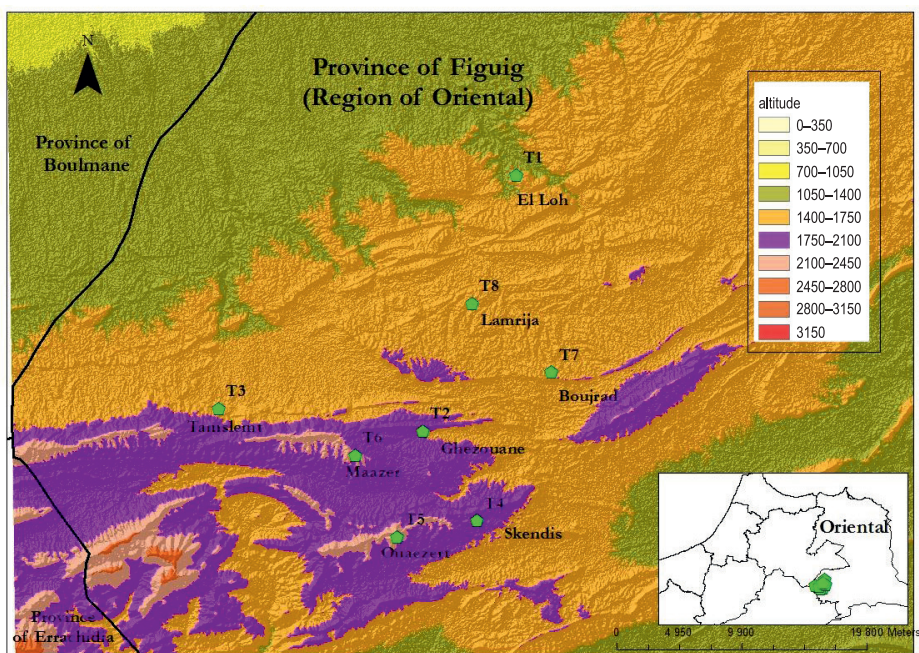 N
Province of Figuig
(Region of Oriental)
Province of
Boulmane
altitude
0–350
350–700
700–1050
1050–1400
1400–1750
1750–2100
2100–2450
2450–2800
2800–3150
3150
T1
El Loh
T8
Lamrija
T7
Boujrad
T3
Tamslemt
T2
Ghezouane
T6
Maazer
T4
Skendis
T5
Ouaezert
Oriental
Province
of Errathidia
0 4 950 9 900 19 800 Meters